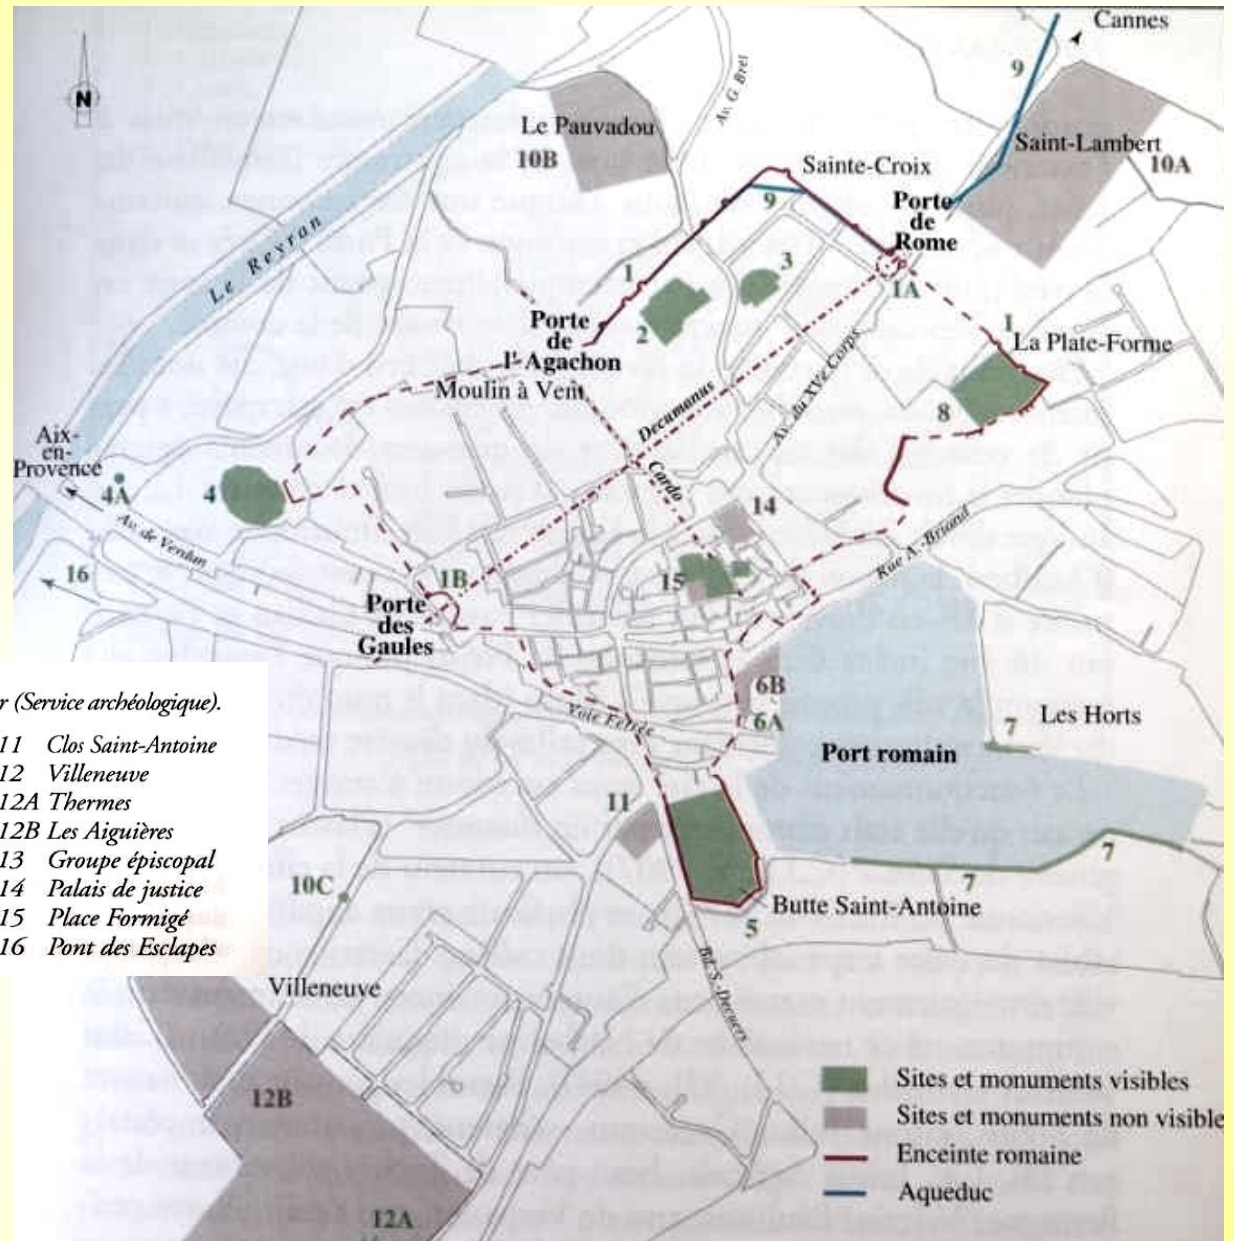 N
Cannes
9
Av. G. Bret
Le Pauvadou
10B
Saint-Lambert
10A
Sainte-Croix
9
Porte
de
Rome
1A
Le Reyran
1
3
2
Porte
de
l'Agachon
Moulin à Vent
1
La Plate-Forme
8
Decumanus
Av. du XVe Corps
Cardo
Aix-
en-
Provence
4A
4
Av. de Verdun
14
Rue A.-Briand
16
1B
15
Porte
des
Gaules
6B
6A
Voie Ferrée
Les Horts
7
Port romain
r (Service archéologique).
11 Clos Saint-Antoine
12 Villeneuve
12A Thermes
12B Les Aiguières
13 Groupe épiscopal
14 Palais de justice
15 Place Formigé
16 Pont des Esclapes
11
7
7
10C
Butte Saint-Antoine
5
Villeneuve
12B
12A
Sites et monuments visibles
Sites et monuments non visible
Enceinte romaine
Aqueduc